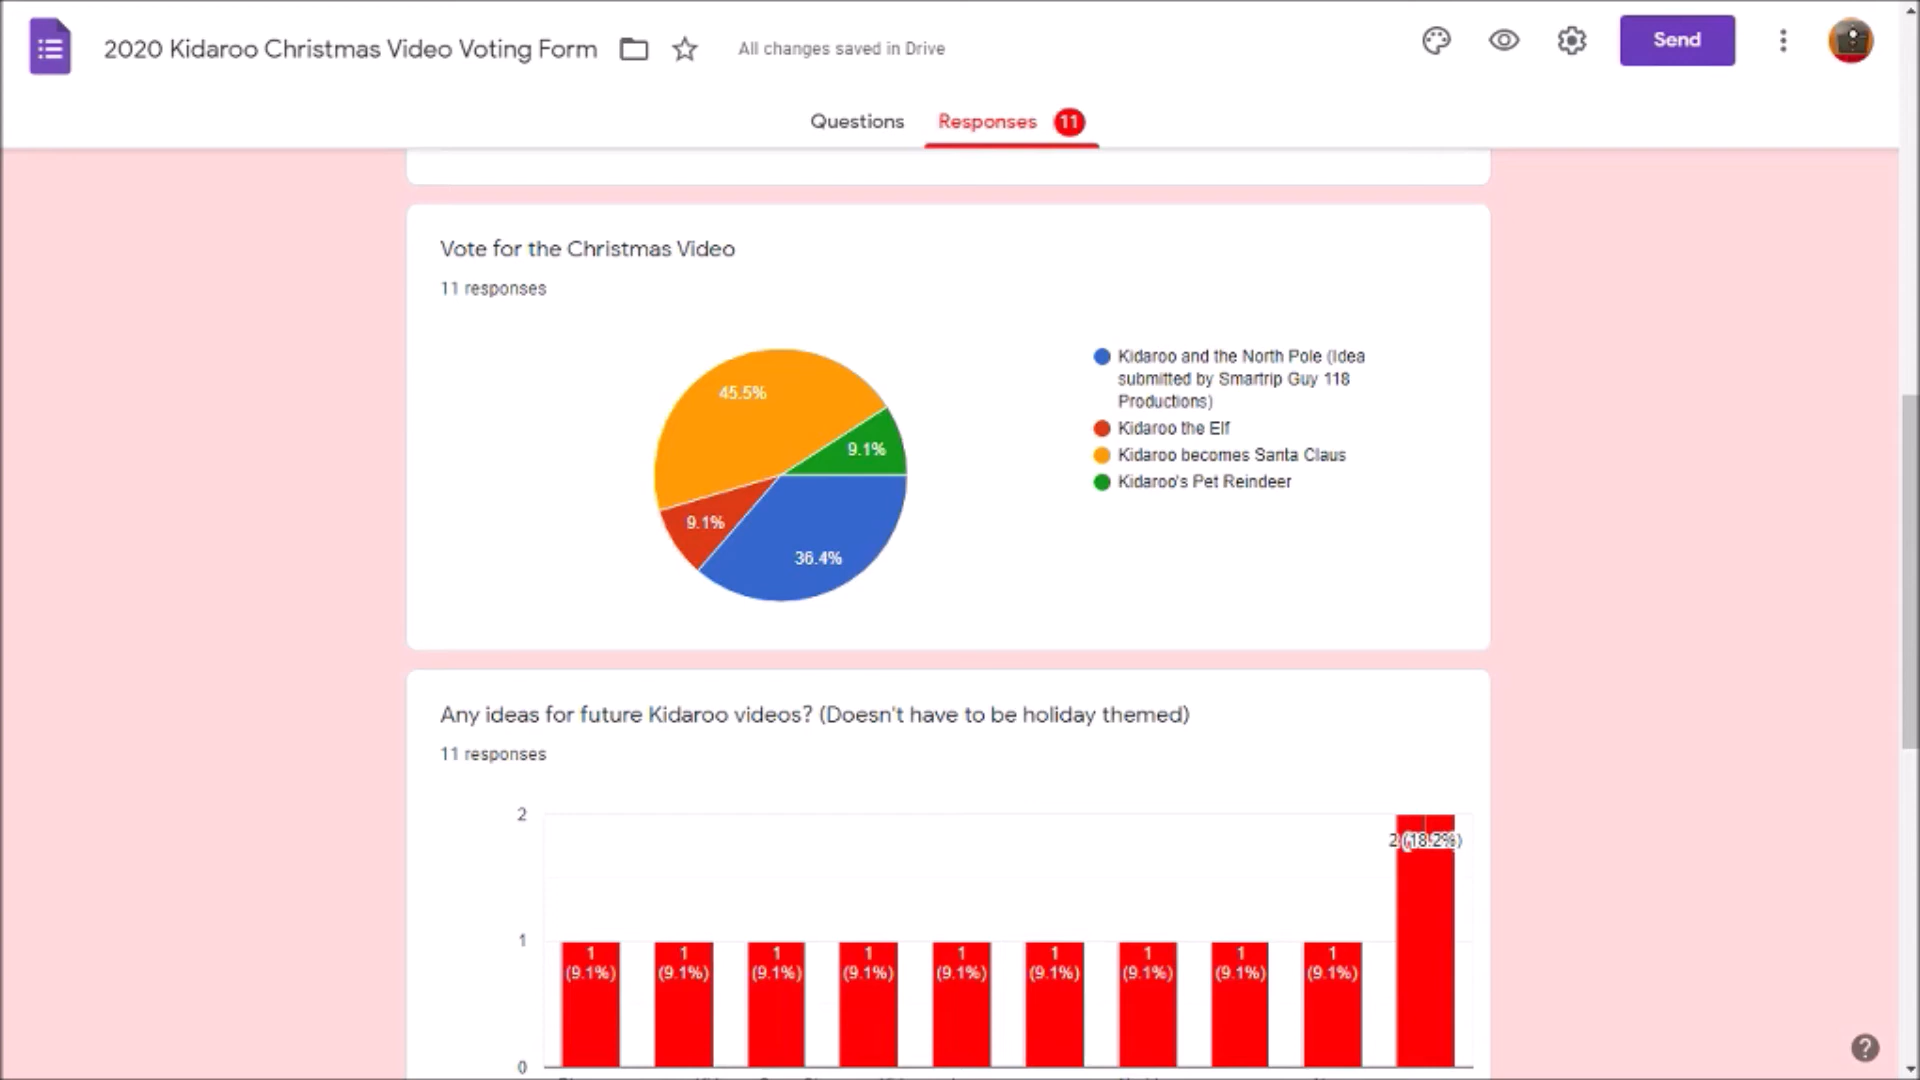 2020 Kidaroo Christmas Video Voting Form
All changes saved in Drive
Send
Questions
Responses
11
Vote for the Christmas Video
11 responses
45.5%
9.1%
9.1%
36.4%
Kidaroo and the North Pole (Idea
submitted by Smartrip Guy 118
Productions)
Kidaroo the Elf
Kidaroo becomes Santa Claus
Kidaroo's Pet Reindeer
Any ideas for future Kidaroo videos? (Doesn't have to be holiday themed)
11 responses
2
1
0
1
(9.1%)
1
(9.1%)
1
(9.1%)
1
(9.1%)
1
(9.1%)
1
(9.1%)
1
(9.1%)
1
(9.1%)
1
(9.1%)
2 (18.2%)